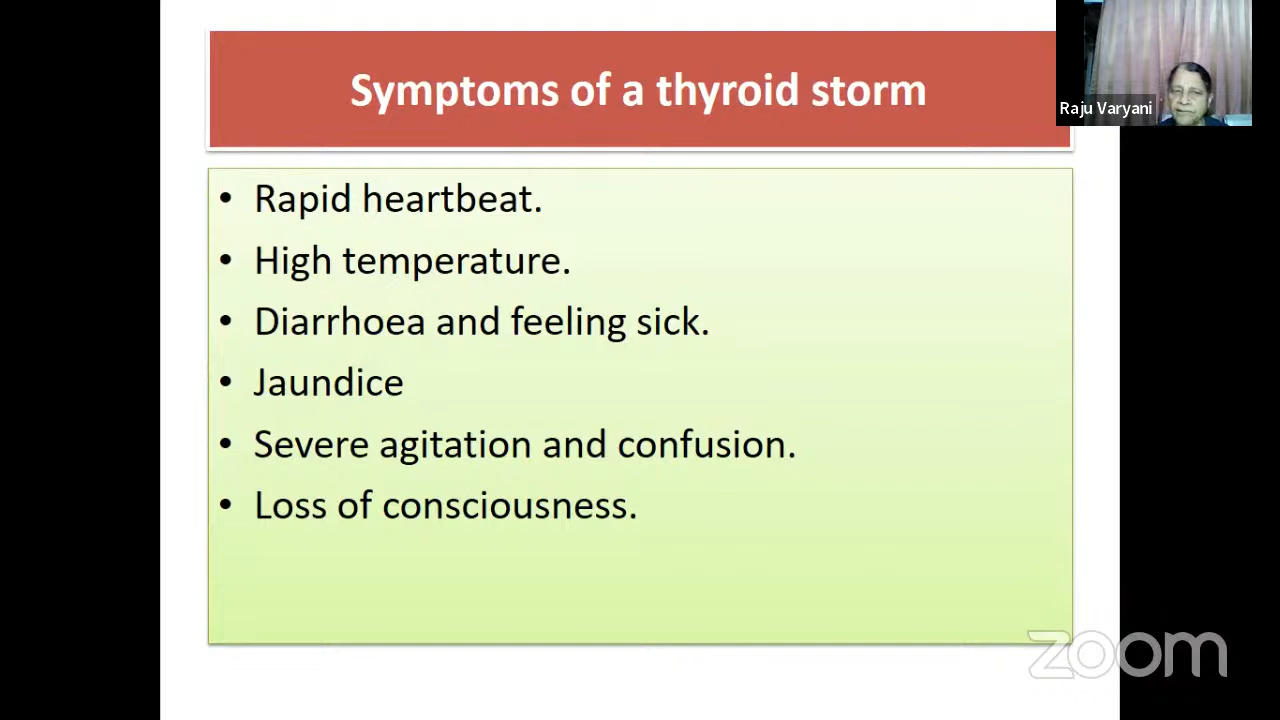 Symptoms of a thyroid storm
Raju Varyani
• Rapid heartbeat.
• High temperature.
• Diarrhoea and feeling sick.
• Jaundice
• Severe agitation and confusion.
• Loss of consciousness.
zoom